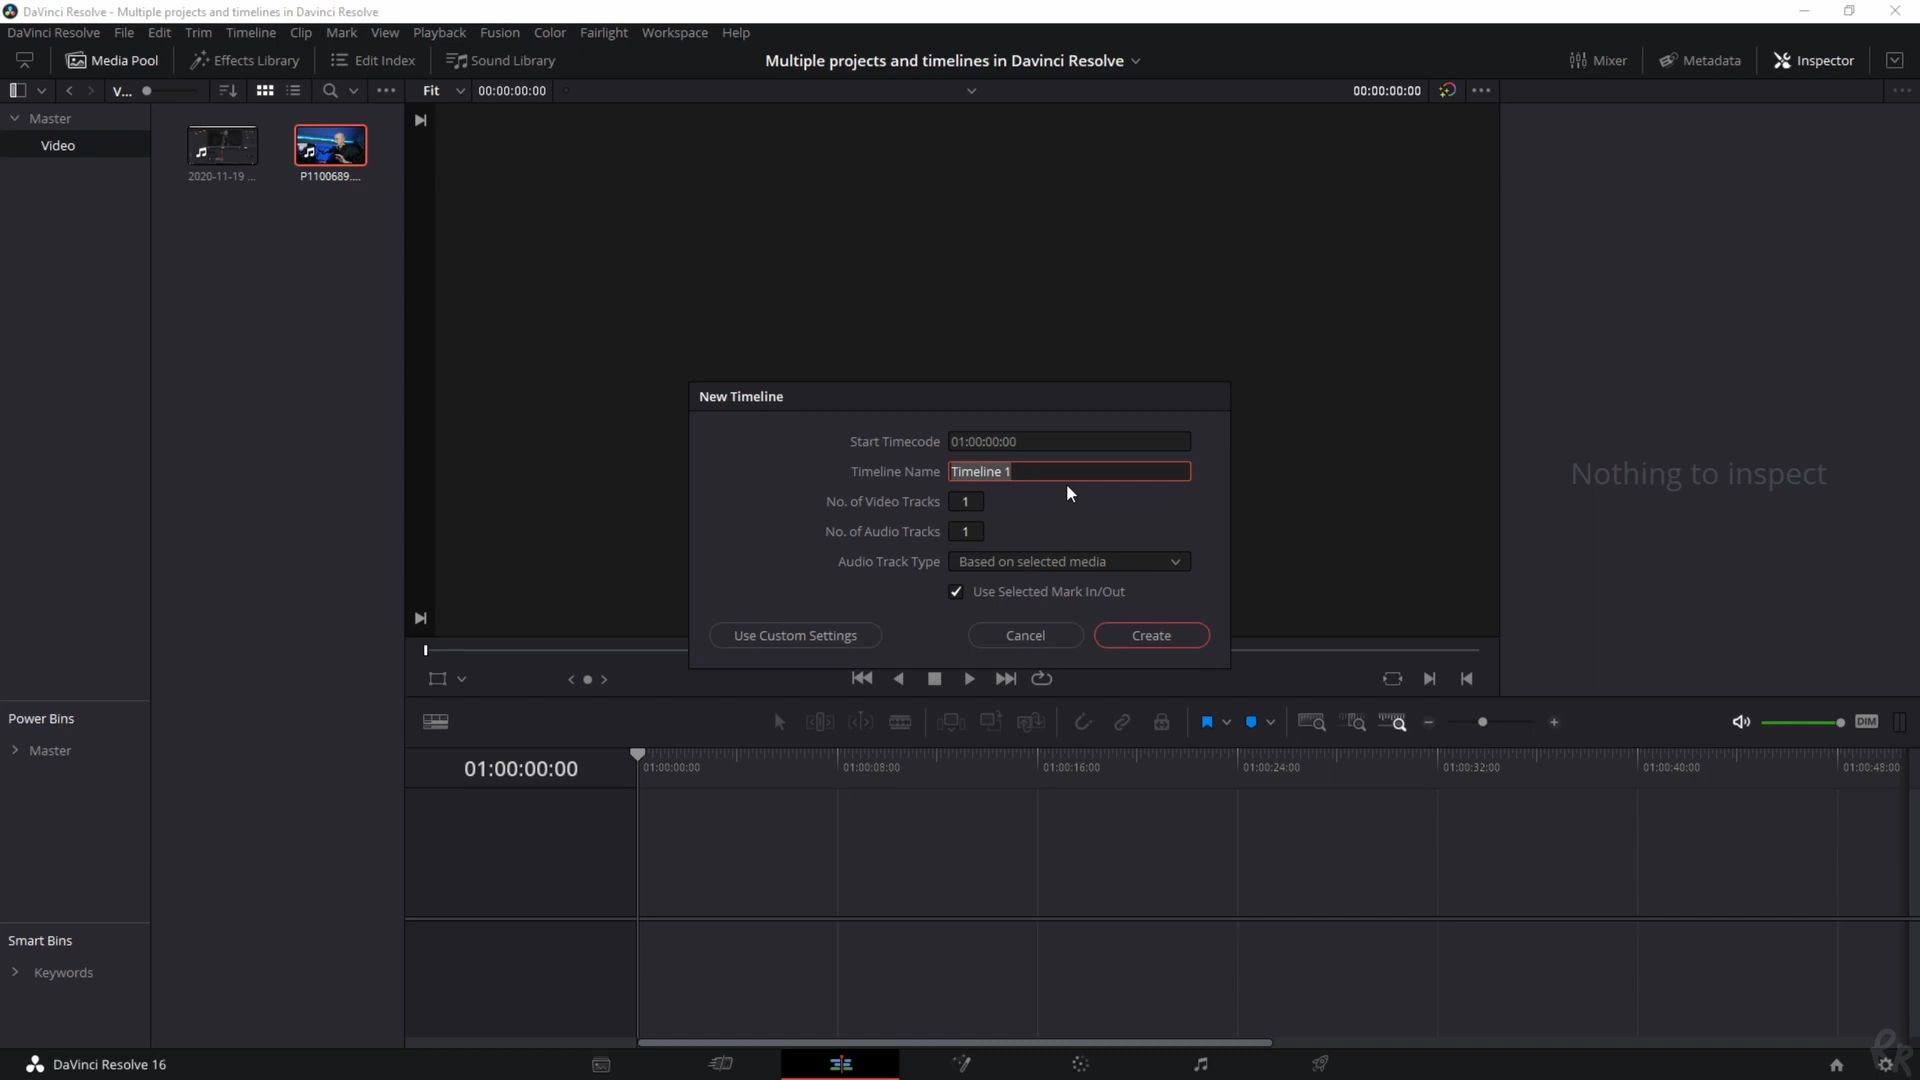 DaVinci Resolve - Multiple projects and timelines in Davinci Resolve
DaVinci Resolve File Edit Trim Timeline Clip Mark View Playback Fusion Color Fairlight Workspace Help
Media Pool Effects Library Edit Index Sound Library Multiple projects and timelines in Davinci Resolve Mixer Metadata Inspector
V... Fit 00:00:00:00 00:00:00:00
Master
Video
2020-11-19 ... P1100689....
New Timeline
Start Timecode 01:00:00:00
Timeline Name Timeline 1
No. of Video Tracks 1
No. of Audio Tracks 1
Audio Track Type Based on selected media
Use Selected Mark In/Out
Use Custom Settings Cancel Create
Nothing to inspect
Power Bins
Master
DIM
01:00:00:00 01:00:00:00 01:00:08:00 01:00:16:00 01:00:24:00 01:00:32:00 01:00:40:00 01:00:48:00
Smart Bins
Keywords
DaVinci Resolve 16